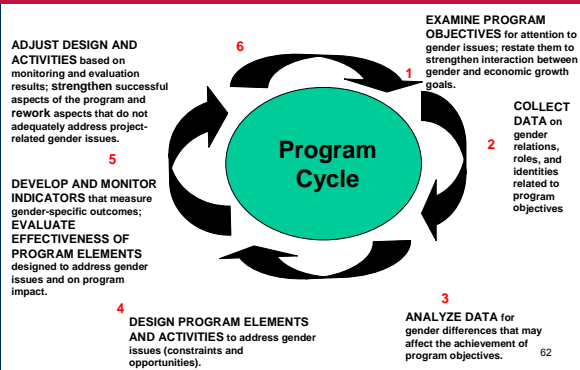 6
EXAMINE PROGRAM
OBJECTIVES for attention to
gender issues; restate them to
strengthen interaction between
gender and economic growth
goals.
1
COLLECT
DATA on
gender
relations,
roles, and
identities
related to
program
objectives
2
3
ANALYZE DATA for
gender differences that may
affect the achievement of
program objectives.
4
DESIGN PROGRAM ELEMENTS
AND ACTIVITIES to address gender
issues (constraints and
opportunities).
5
DEVELOP AND MONITOR
INDICATORS that measure
gender-specific outcomes;
EVALUATE
EFFECTIVENESS OF
PROGRAM ELEMENTS
designed to address gender
issues and on program
impact.
ADJUST DESIGN AND
ACTIVITIES based on
monitoring and evaluation
results; strengthen successful
aspects of the program and
rework aspects that do not
adequately address project-
related gender issues.
Program
Cycle
62